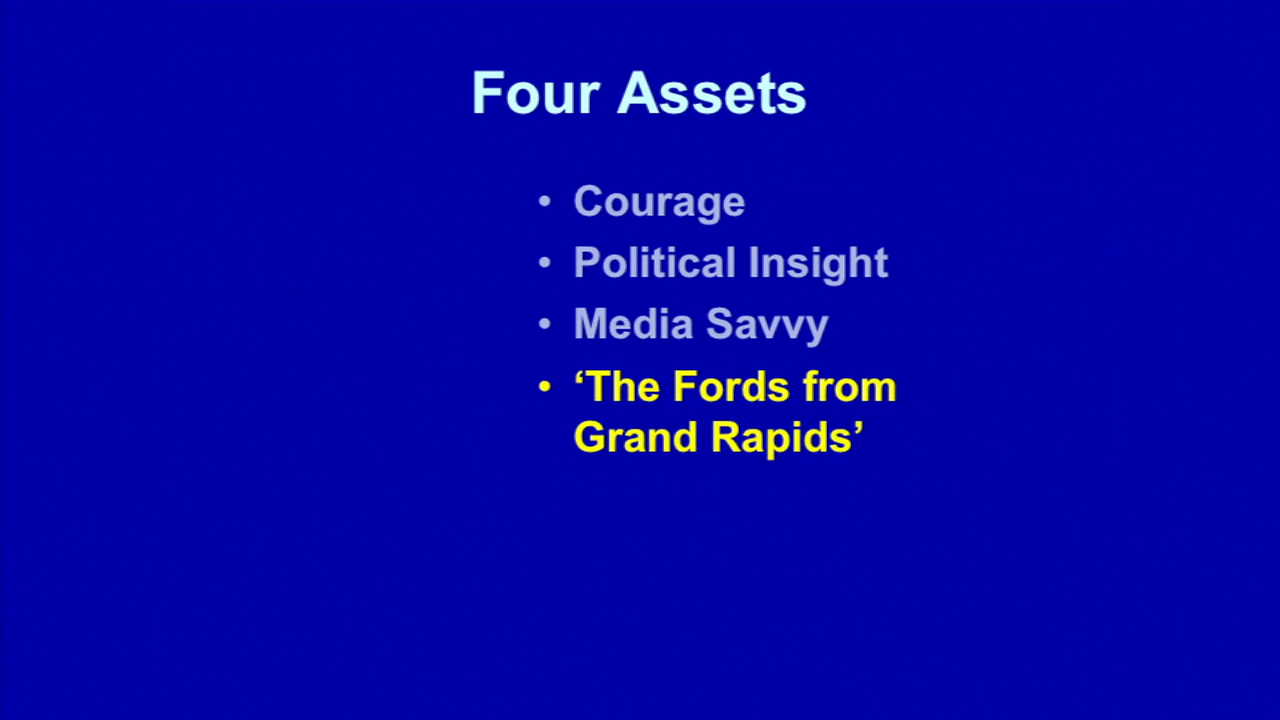 Four Assets
• Courage
• Political Insight
• Media Savvy
• ‘The Fords from
Grand Rapids’